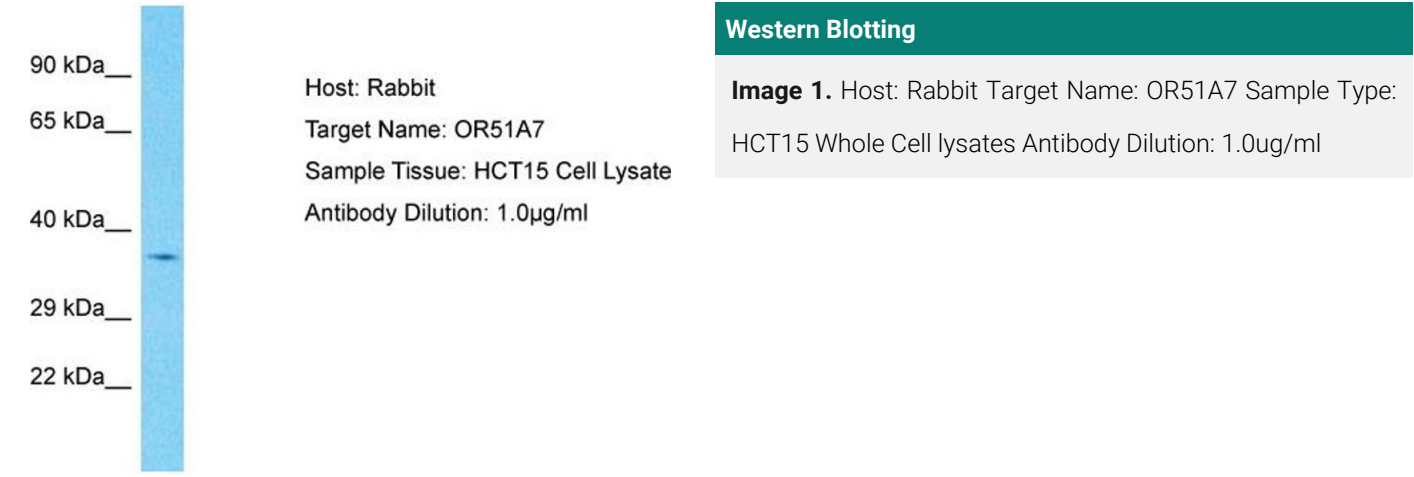 90 kDa__
65 kDa__
40 kDa__
29 kDa__
22 kDa__
Host: Rabbit
Target Name: OR51A7
Sample Tissue: HCT15 Cell Lysate
Antibody Dilution: 1.0µg/ml
Western Blotting
Image 1. Host: Rabbit Target Name: OR51A7 Sample Type:
HCT15 Whole Cell lysates Antibody Dilution: 1.0ug/ml